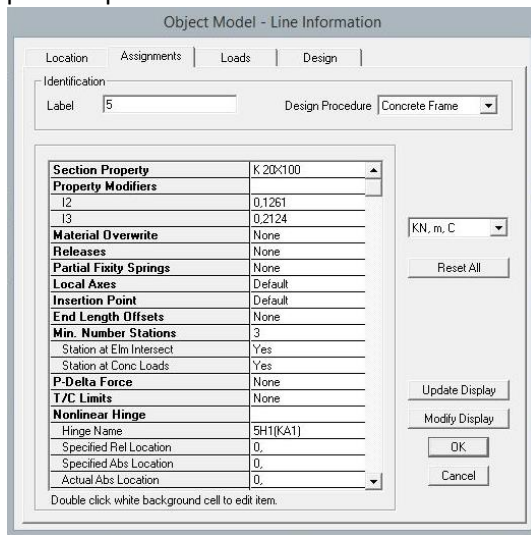 Object Model - Line Information
Location Assignments Loads Design
Identification
Label 5 Design Procedure Concrete Frame
Section Property K 20X100
Property Modifiers
I2 0,1261
I3 0,2124
Material Overwrite None
Releases None
Partial Fixity Springs None
Local Axes Default
Insertion Point Default
End Length Offsets None
Min. Number Stations 3
Station at Elm Intersect Yes
Station at Conc Loads Yes
P-Delta Force None
T/C Limits None
Nonlinear Hinge
Hinge Name 5H1(KA1)
Specified Rel Location 0,
Specified Abs Location 0,
Actual Abs Location 0,
Double click white background cell to edit item.
KN, m, C
Reset All
Update Display
Modify Display
OK
Cancel